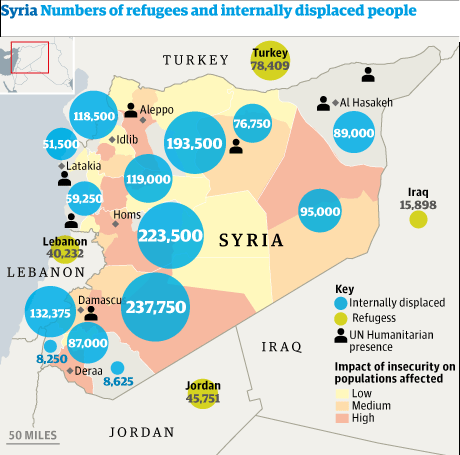 Syria Numbers of refugees and internally displaced people
TURKEY
Turkey
78,409
118,500
Aleppo
Al Hasakeh
76,750
89,000
Idlib
193,500
51,500
Latakia
119,000
Iraq
15,898
59,250
95,000
Homs
223,500
SYRIA
Lebanon
40,232
LEBANON
Key
Internally displaced
Refugess
UN Humanitarian
presence
Damascu
237,750
132,375
87,000
8,250
8,625
Deraa
IRAQ
Impact of insecurity on
populations affected
Low
Medium
High
Jordan
45,751
JORDAN
50 MILES